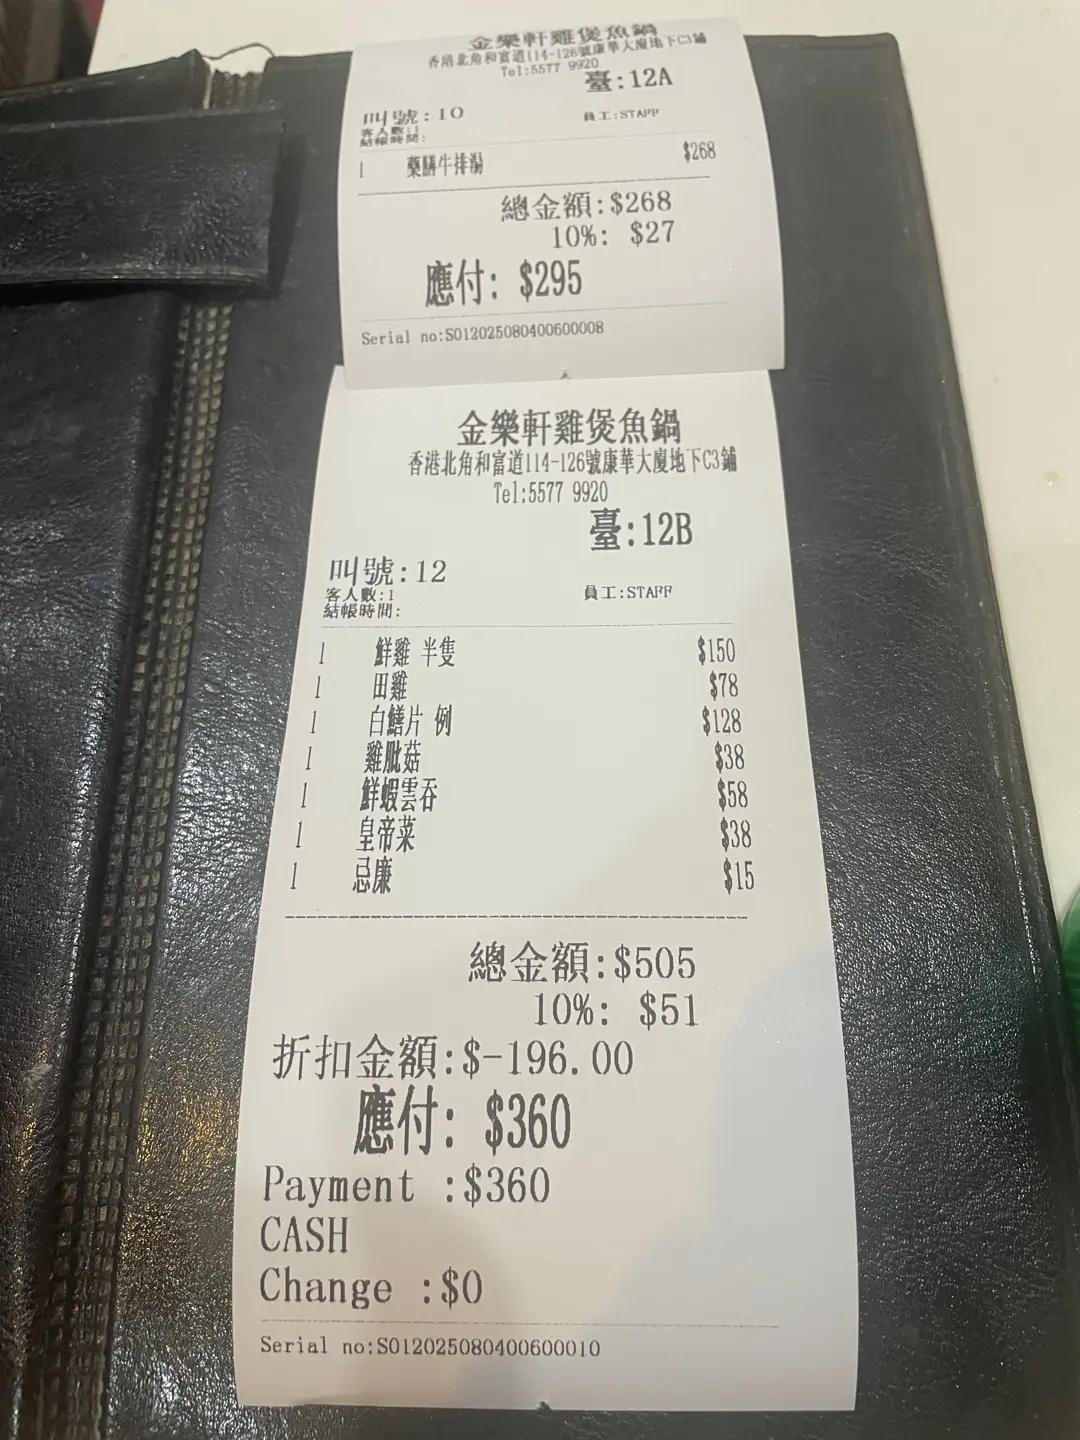 金樂軒雞煲魚鍋
香港北角和富道114-126號康華大廈地下C3鋪
Tel:5577 9920
臺:12A
叫號:10
客人數:1 員工:STAFF
結帳時間:
1 藥膳牛排湯 $268
總金額:$268
10%: $27
應付: $295
Serial no:S012025080400600008
金樂軒雞煲魚鍋
香港北角和富道114-126號康華大廈地下C3鋪
Tel:5577 9920
臺:12B
叫號:12
客人數:1 員工:STAFF
結帳時間:
1 鮮雞 半隻 $150
1 田雞 $78
1 白鱔片 例 $128
1 雞肶菇 $38
1 鮮蝦雲吞 $58
1 皇帝菜 $38
1 忌廉 $15
總金額:$505
10%: $51
折扣金額:$-196.00
應付: $360
Payment :$360
CASH
Change :$0
Serial no:S012025080400600010